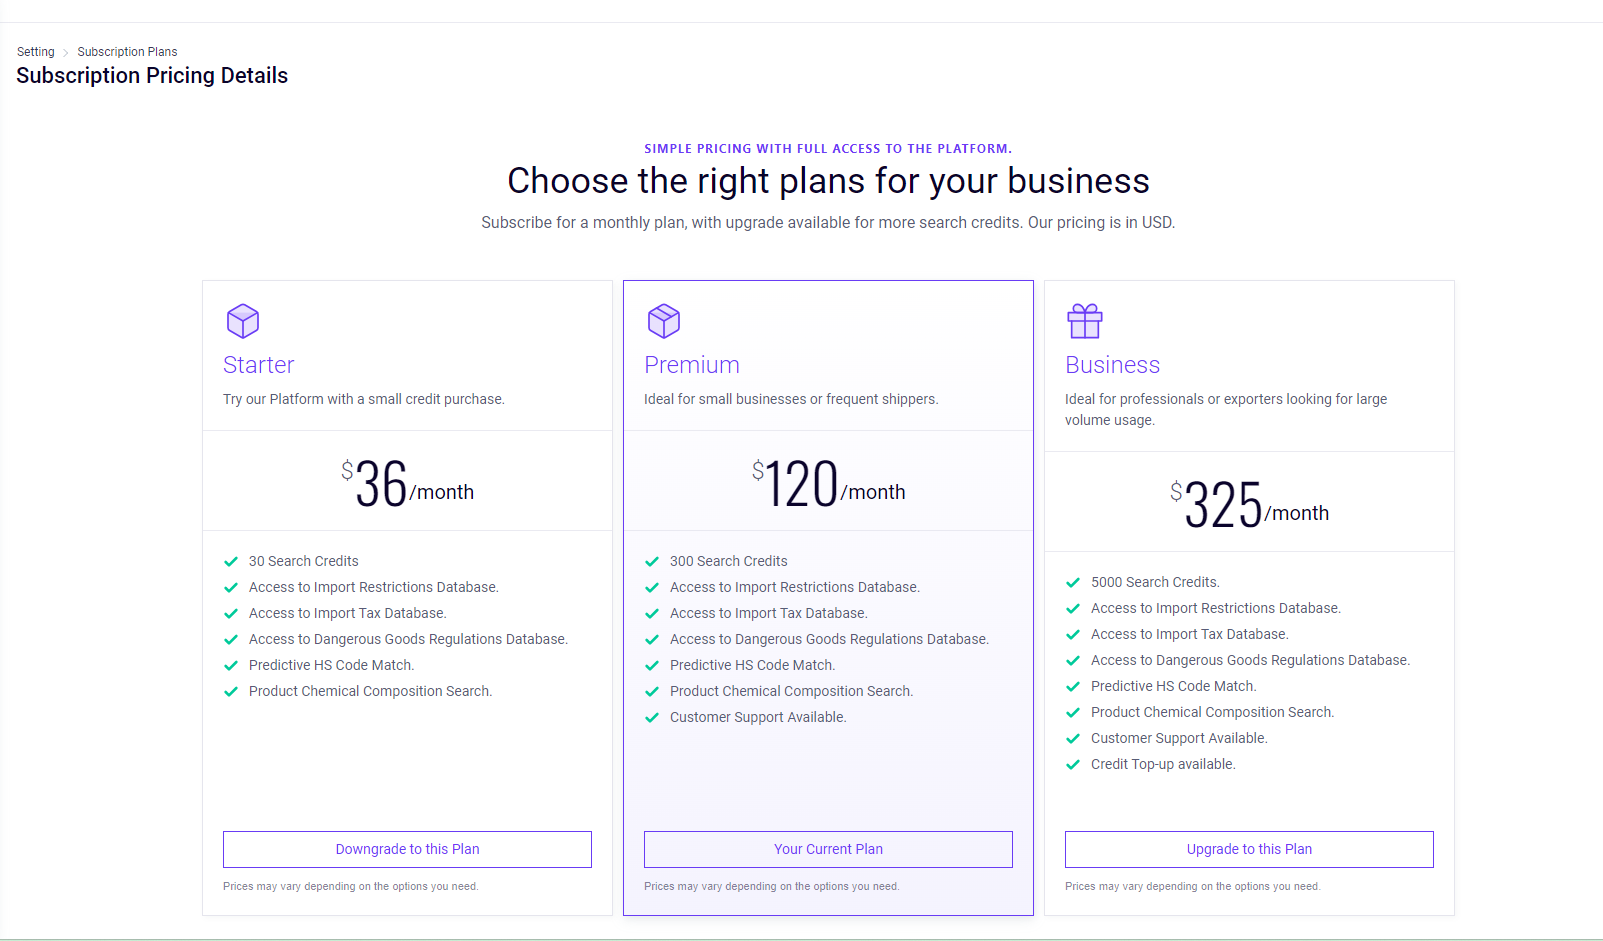 Setting > Subscription Plans
Subscription Pricing Details
SIMPLE PRICING WITH FULL ACCESS TO THE PLATFORM.
Choose the right plans for your business
Subscribe for a monthly plan, with upgrade available for more search credits. Our pricing is in USD.
Starter
Try our Platform with a small credit purchase.
$36/month
30 Search Credits
Access to Import Restrictions Database.
Access to Import Tax Database.
Access to Dangerous Goods Regulations Database.
Predictive HS Code Match.
Product Chemical Composition Search.
Downgrade to this Plan
Prices may vary depending on the options you need.
Premium
Ideal for small businesses or frequent shippers.
$120/month
300 Search Credits
Access to Import Restrictions Database.
Access to Import Tax Database.
Access to Dangerous Goods Regulations Database.
Predictive HS Code Match.
Product Chemical Composition Search.
Customer Support Available.
Your Current Plan
Prices may vary depending on the options you need.
Business
Ideal for professionals or exporters looking for large
volume usage.
$325/month
5000 Search Credits.
Access to Import Restrictions Database.
Access to Import Tax Database.
Access to Dangerous Goods Regulations Database.
Predictive HS Code Match.
Product Chemical Composition Search.
Customer Support Available.
Credit Top-up available.
Upgrade to this Plan
Prices may vary depending on the options you need.